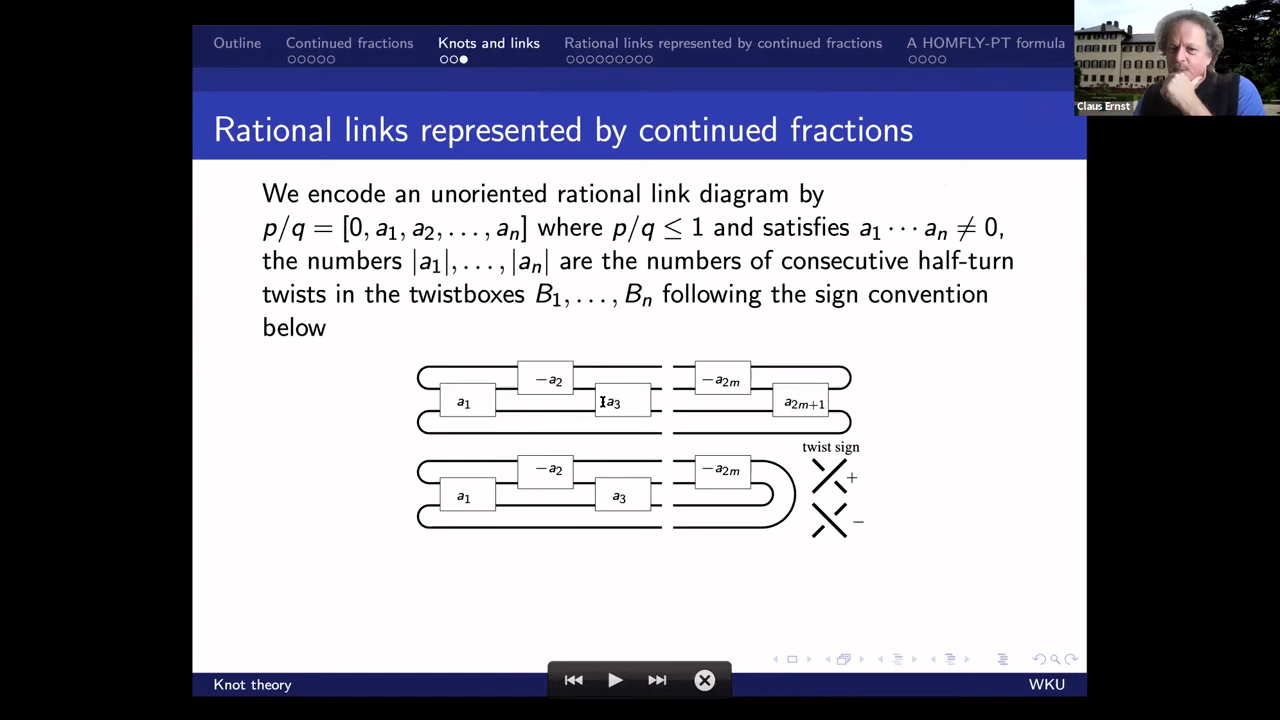 Outline Continued fractions Knots and links Rational links represented by continued fractions A HOMFLY-PT formula
Claus Ernst
Rational links represented by continued fractions
We encode an unoriented rational link diagram by
p/q = [0, a₁, a₂, . . . , aₙ] where p/q ≤ 1 and satisfies a₁ · · · aₙ ≠ 0,
the numbers |a₁|, . . . , |aₙ| are the numbers of consecutive half-turn
twists in the twistboxes B₁, . . . , Bₙ following the sign convention
below
−a₂ −a₂ₘ
a₁ a₃ a₂ₘ₊₁
twist sign
−a₂ −a₂ₘ
+
a₁ a₃
−
Knot theory WKU